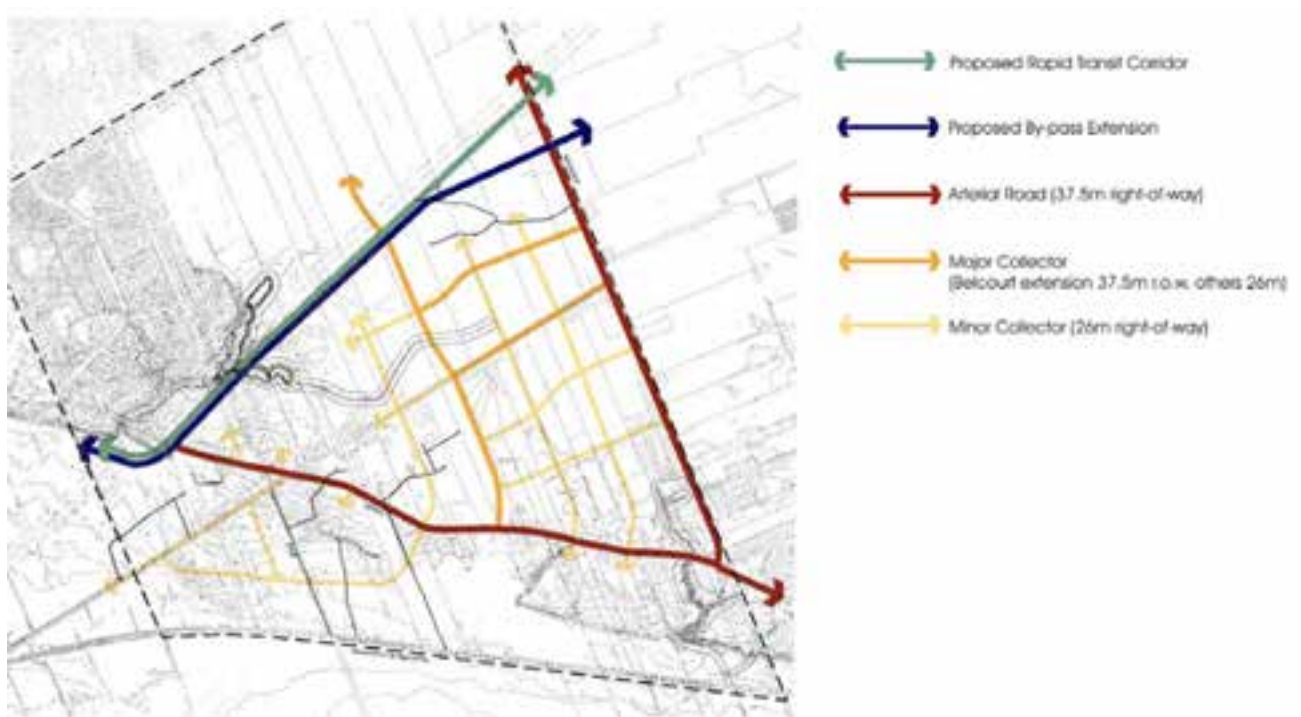 Proposed Rapid Transit Corridor
Proposed By-pass Extension
Arterial Road (37.5m right-of-way)
Major Collector
(Belcourt extension 37.5m r.o.w. others 26m)
Minor Collector (26m right-of-way)